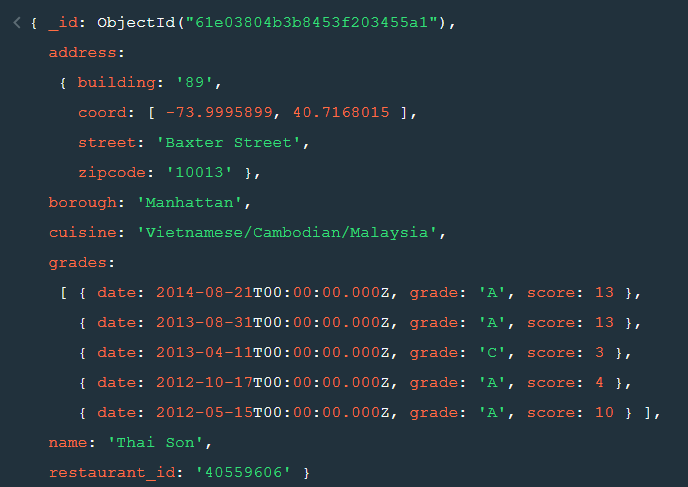 { _id: ObjectId("61e03804b3b8453f203455a1"),
address:
{ building: '89',
coord: [ -73.9995899, 40.7168015 ],
street: 'Baxter Street',
zipcode: '10013' },
borough: 'Manhattan',
cuisine: 'Vietnamese/Cambodian/Malaysia',
grades:
[ { date: 2014-08-21T00:00:00.000Z, grade: 'A', score: 13 },
{ date: 2013-08-31T00:00:00.000Z, grade: 'A', score: 13 },
{ date: 2013-04-11T00:00:00.000Z, grade: 'C', score: 3 },
{ date: 2012-10-17T00:00:00.000Z, grade: 'A', score: 4 },
{ date: 2012-05-15T00:00:00.000Z, grade: 'A', score: 10 } ],
name: 'Thai Son',
restaurant_id: '40559606' }